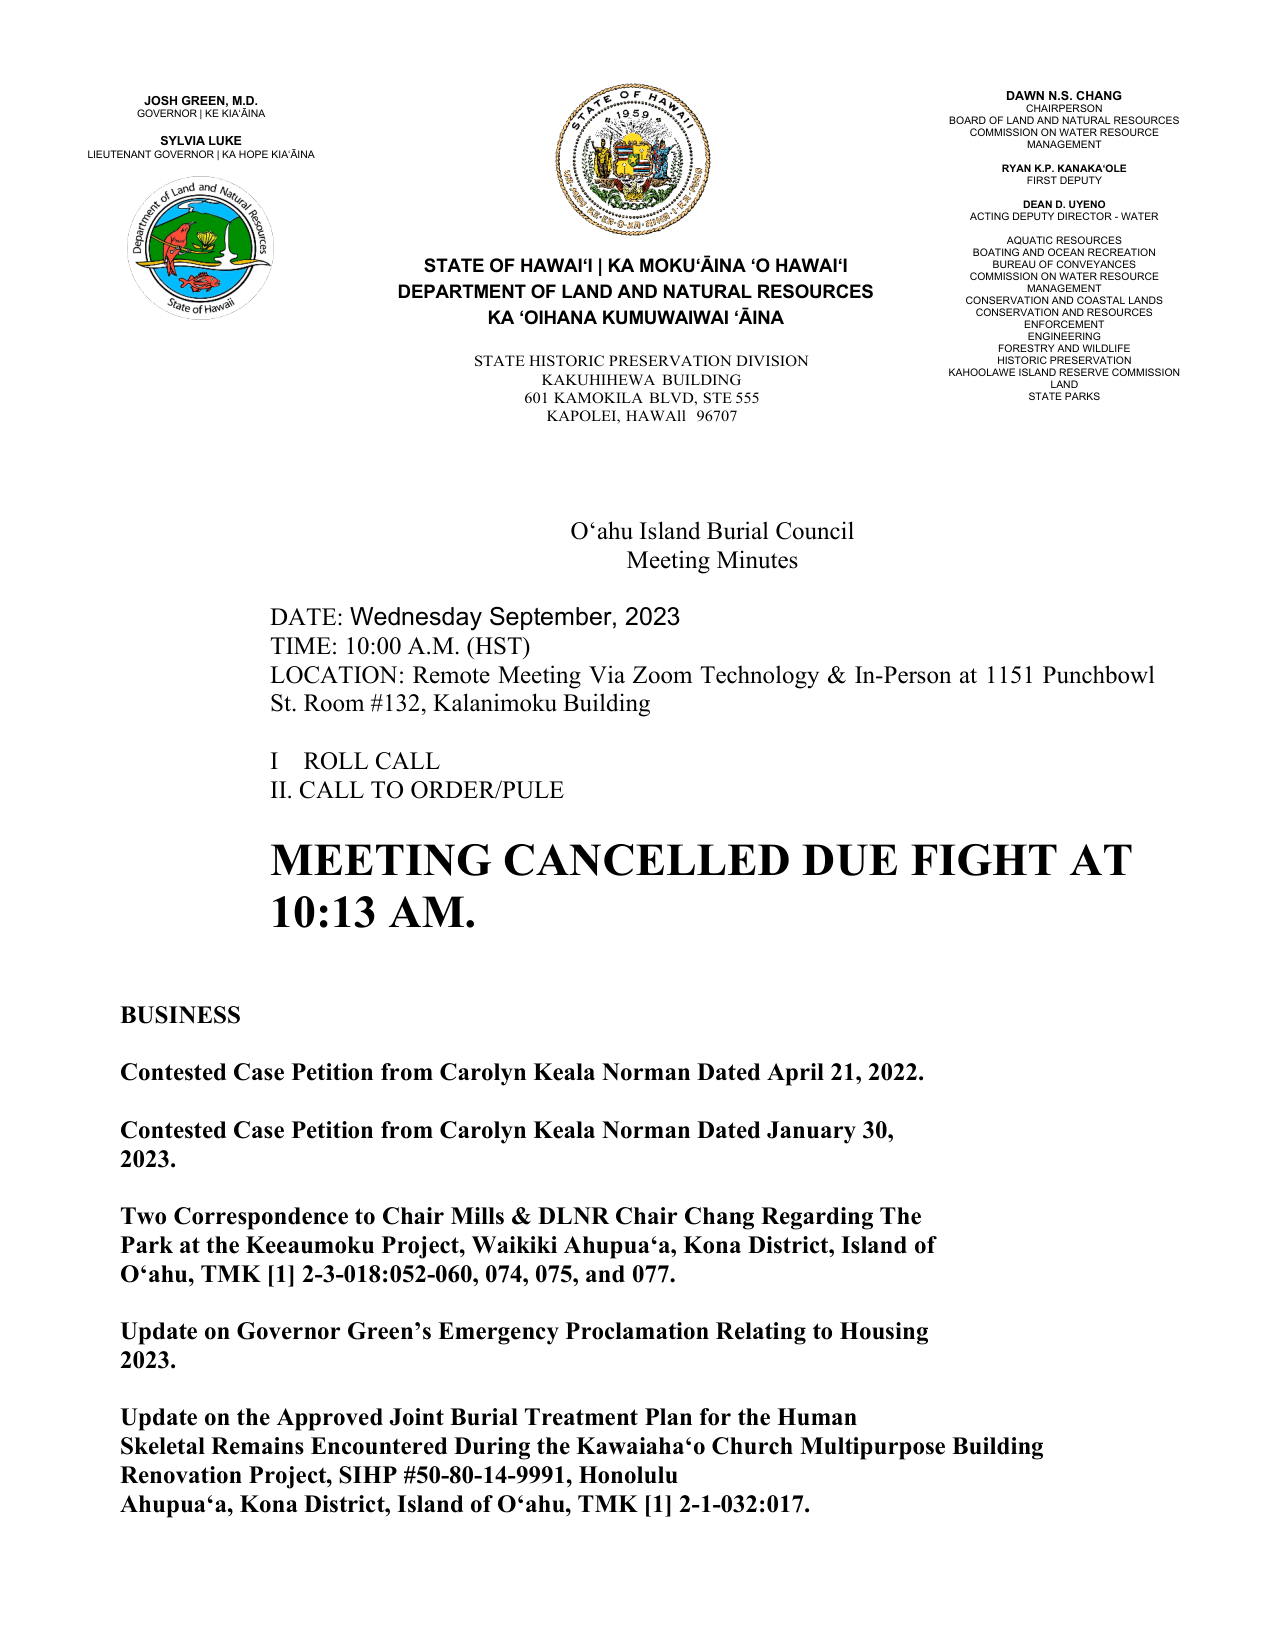 JOSH GREEN, M.D.
GOVERNOR | KE KIAʻĀINA
SYLVIA LUKE
LIEUTENANT GOVERNOR | KA HOPE KIAʻĀINA
Department of Land and Natural Resources
State of Hawaii
STATE OF HAWAII
1959
STATE OF HAWAIʻI | KA MOKUʻĀINA ʻO HAWAIʻI
DEPARTMENT OF LAND AND NATURAL RESOURCES
KA ʻOIHANA KUMUWAIWAI ʻĀINA
STATE HISTORIC PRESERVATION DIVISION
KAKUHIHEWA BUILDING
601 KAMOKILA BLVD, STE 555
KAPOLEI, HAWAll 96707
DAWN N.S. CHANG
CHAIRPERSON
BOARD OF LAND AND NATURAL RESOURCES
COMMISSION ON WATER RESOURCE
MANAGEMENT
RYAN K.P. KANAKAʻOLE
FIRST DEPUTY
DEAN D. UYENO
ACTING DEPUTY DIRECTOR - WATER
AQUATIC RESOURCES
BOATING AND OCEAN RECREATION
BUREAU OF CONVEYANCES
COMMISSION ON WATER RESOURCE
MANAGEMENT
CONSERVATION AND COASTAL LANDS
CONSERVATION AND RESOURCES
ENFORCEMENT
ENGINEERING
FORESTRY AND WILDLIFE
HISTORIC PRESERVATION
KAHOOLAWE ISLAND RESERVE COMMISSION
LAND
STATE PARKS
Oʻahu Island Burial Council
Meeting Minutes
DATE: Wednesday September, 2023
TIME: 10:00 A.M. (HST)
LOCATION: Remote Meeting Via Zoom Technology & In-Person at 1151 Punchbowl
St. Room #132, Kalanimoku Building
I ROLL CALL
II. CALL TO ORDER/PULE
MEETING CANCELLED DUE FIGHT AT
10:13 AM.
BUSINESS
Contested Case Petition from Carolyn Keala Norman Dated April 21, 2022.
Contested Case Petition from Carolyn Keala Norman Dated January 30,
2023.
Two Correspondence to Chair Mills & DLNR Chair Chang Regarding The
Park at the Keeaumoku Project, Waikiki Ahupuaʻa, Kona District, Island of
Oʻahu, TMK [1] 2-3-018:052-060, 074, 075, and 077.
Update on Governor Green’s Emergency Proclamation Relating to Housing
2023.
Update on the Approved Joint Burial Treatment Plan for the Human
Skeletal Remains Encountered During the Kawaiahaʻo Church Multipurpose Building
Renovation Project, SIHP #50-80-14-9991, Honolulu
Ahupuaʻa, Kona District, Island of Oʻahu, TMK [1] 2-1-032:017.